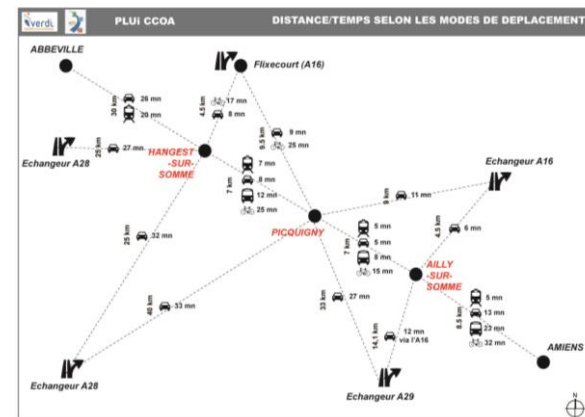 verdi
PLUi CCOA
DISTANCE/TEMPS SELON LES MODES DE DEPLACEMENT
ABBEVILLE
Flixecourt (A16)
30 km
26 mn
20 mn
4.5 km
17 mn
8 mn
9.5 km
9 mn
25 mn
Echangeur A28
25 km
27 mn
HANGEST
-SUR-
SOMME
7 km
7 mn
8 mn
12 mn
25 mn
Echangeur A16
9 km
11 mn
PICQUIGNY
4.5 km
6 mn
25 km
32 mn
7 km
5 mn
5 mn
8 mn
15 mn
AILLY
-SUR-
SOMME
40 km
33 mn
33 km
27 mn
8.5 km
5 mn
13 mn
23 mn
32 mn
14,1 km
12 mn
via l'A16
AMIENS
Echangeur A28
Echangeur A29
N